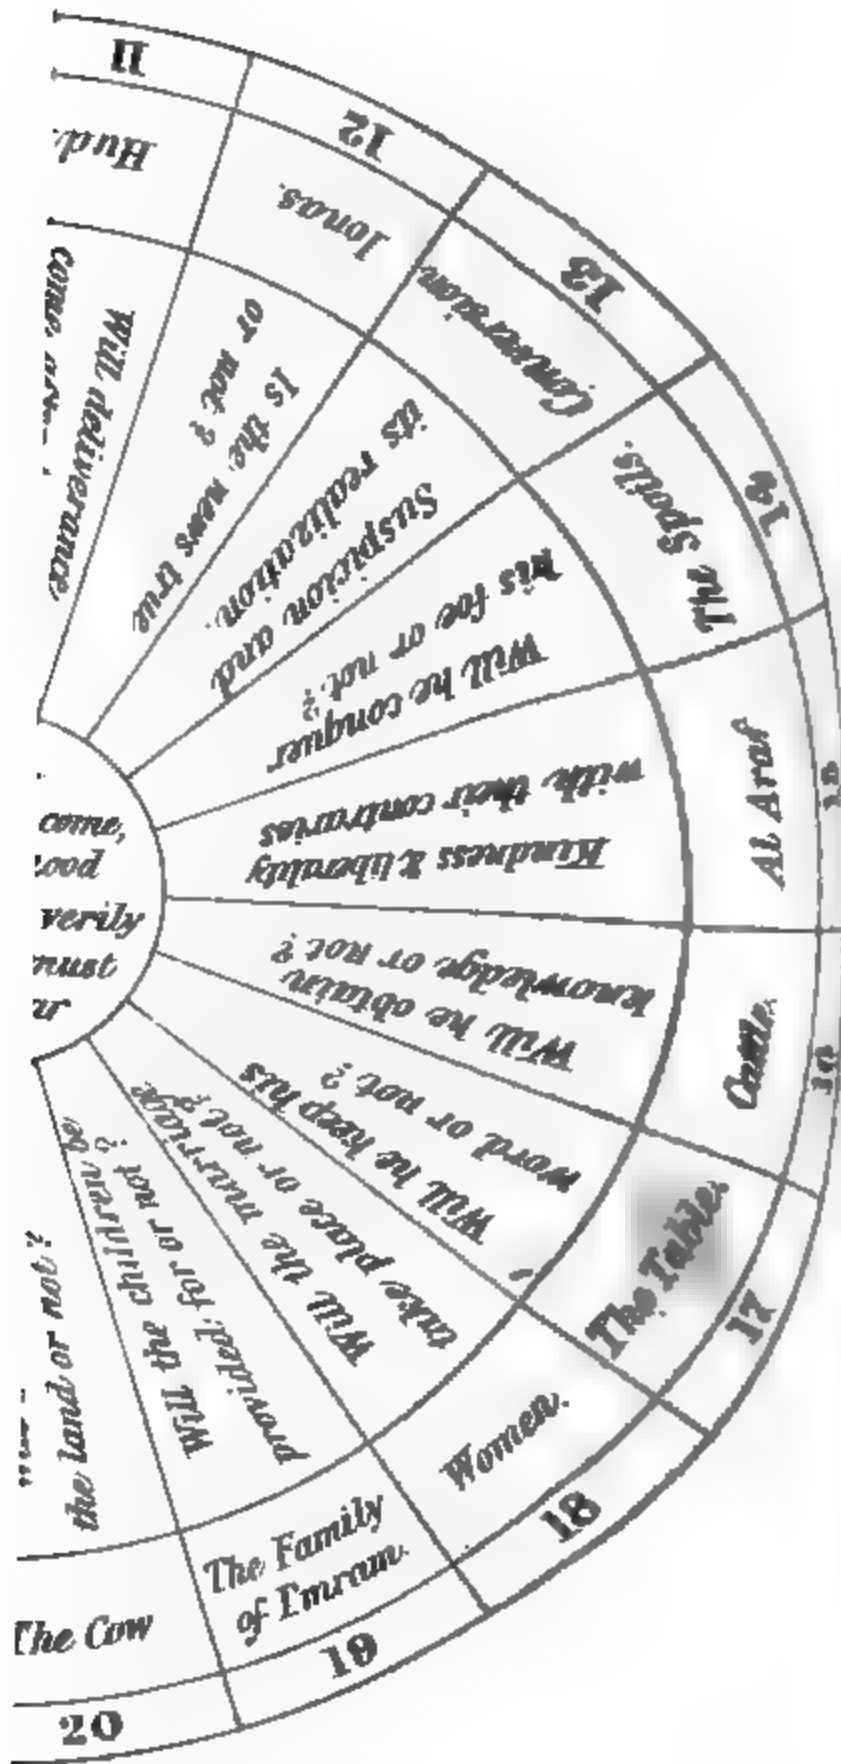 11
Hud.
Will deliverance
come,
12
Jonas.
Is the news true
or not?
13
Conversion.
Suspicion and
its realization.
14
The Spoils.
Will he conquer
his foe or not?
15
Al Araf
Kindness & liberality
with their contraries
16
Cattle.
Will he obtain
knowledge or not?
17
The Table.
Will he keep his
word or not?
18
Women.
Will the marriage
take place or not?
19
The Family
of Emram.
Will the children be
provided for or not?
20
The Cow
the land or not?
come,
ood
verily
must